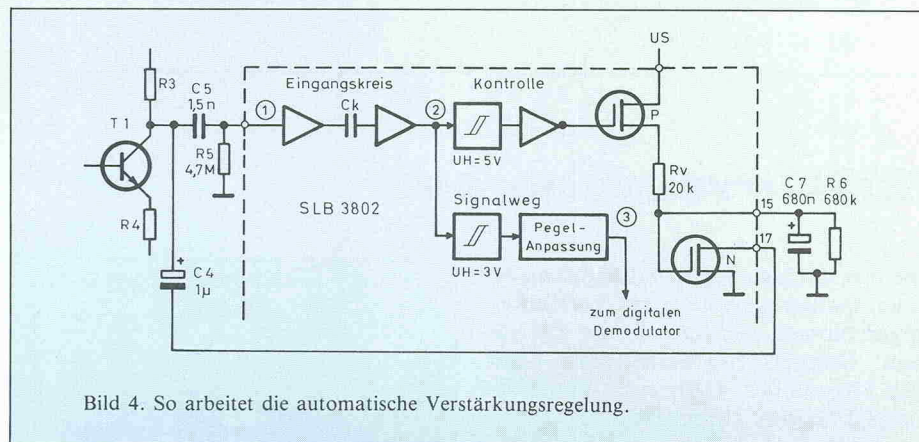 US
Eingangskreis
Kontrolle
R3
C5
1,5n
1
Ck
2
P
T1
R5
4,7M
UH=5V
Rv
20k
C7
680n
R6
680k
15
SLB 3802
Signalweg
3
17
R4
Pegel-
Anpassung
N
+
+
C4
1µ
UH=3V
zum digitalen
Demodulator
Bild 4. So arbeitet die automatische Verstärkungsregelung.